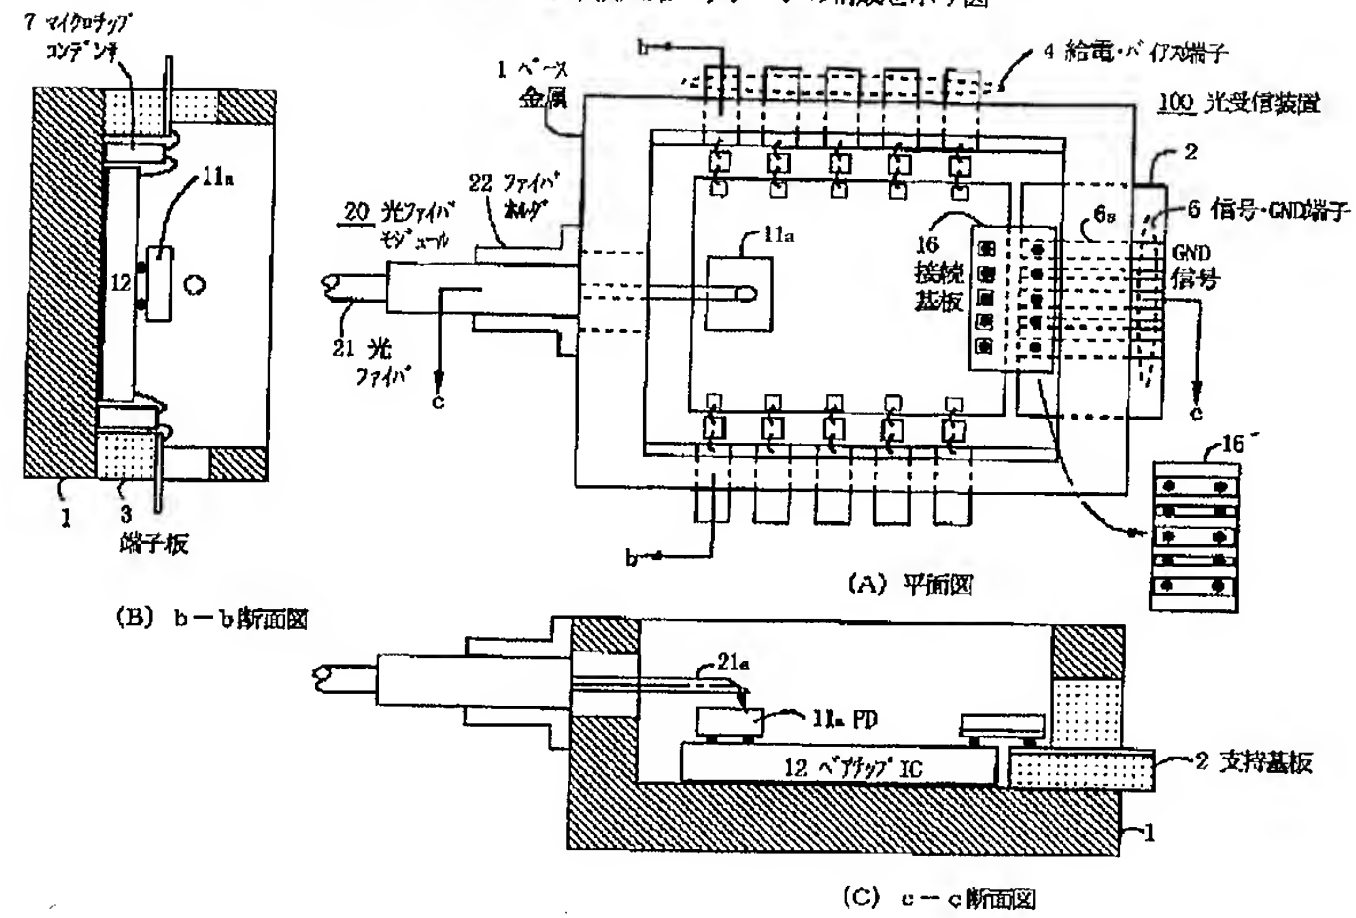 7 マイクロチップ
コンデンサ
11a
12
1
3
端子板
(B) b-b断面図
b
4 給電・バイアス端子
1 ベース
金属
100 光受信装置
2
22 ファイバ
ホルダ
20 光ファイバ
モジュール
11a
16
接続
基板
6a
6 信号・GND端子
GND
信号
21 光
ファイバ
c
c
b
16
(A) 平面図
21a
11a PD
12 ベアチップIC
2 支持基板
1
(C) c-c断面図